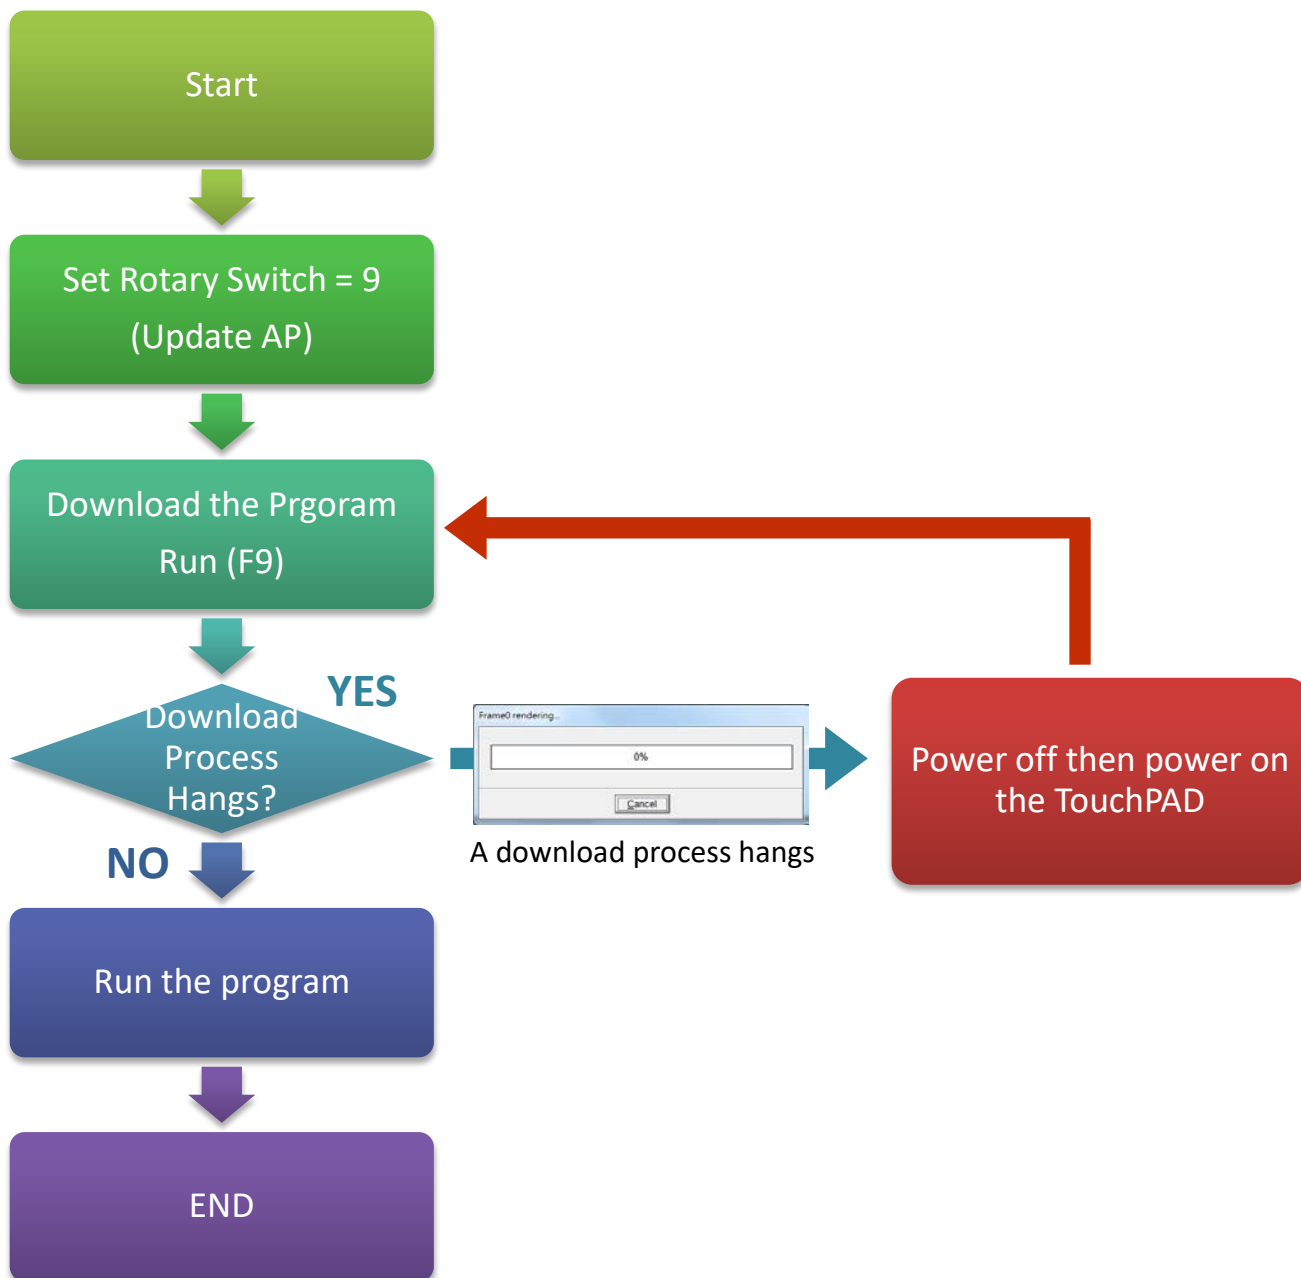 Start
Set Rotary Switch = 9
(Update AP)
Download the Prgoram
Run (F9)
Download
Process
Hangs?
YES
Frame0 rendering...
0%
Cancel
A download process hangs
Power off then power on
the TouchPAD
NO
Run the program
END